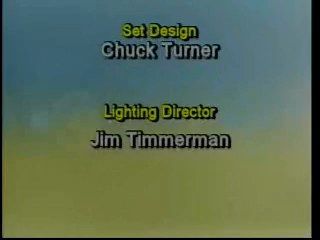 Set Design
Chuck Turner
Lighting Director
Jim Timmerman